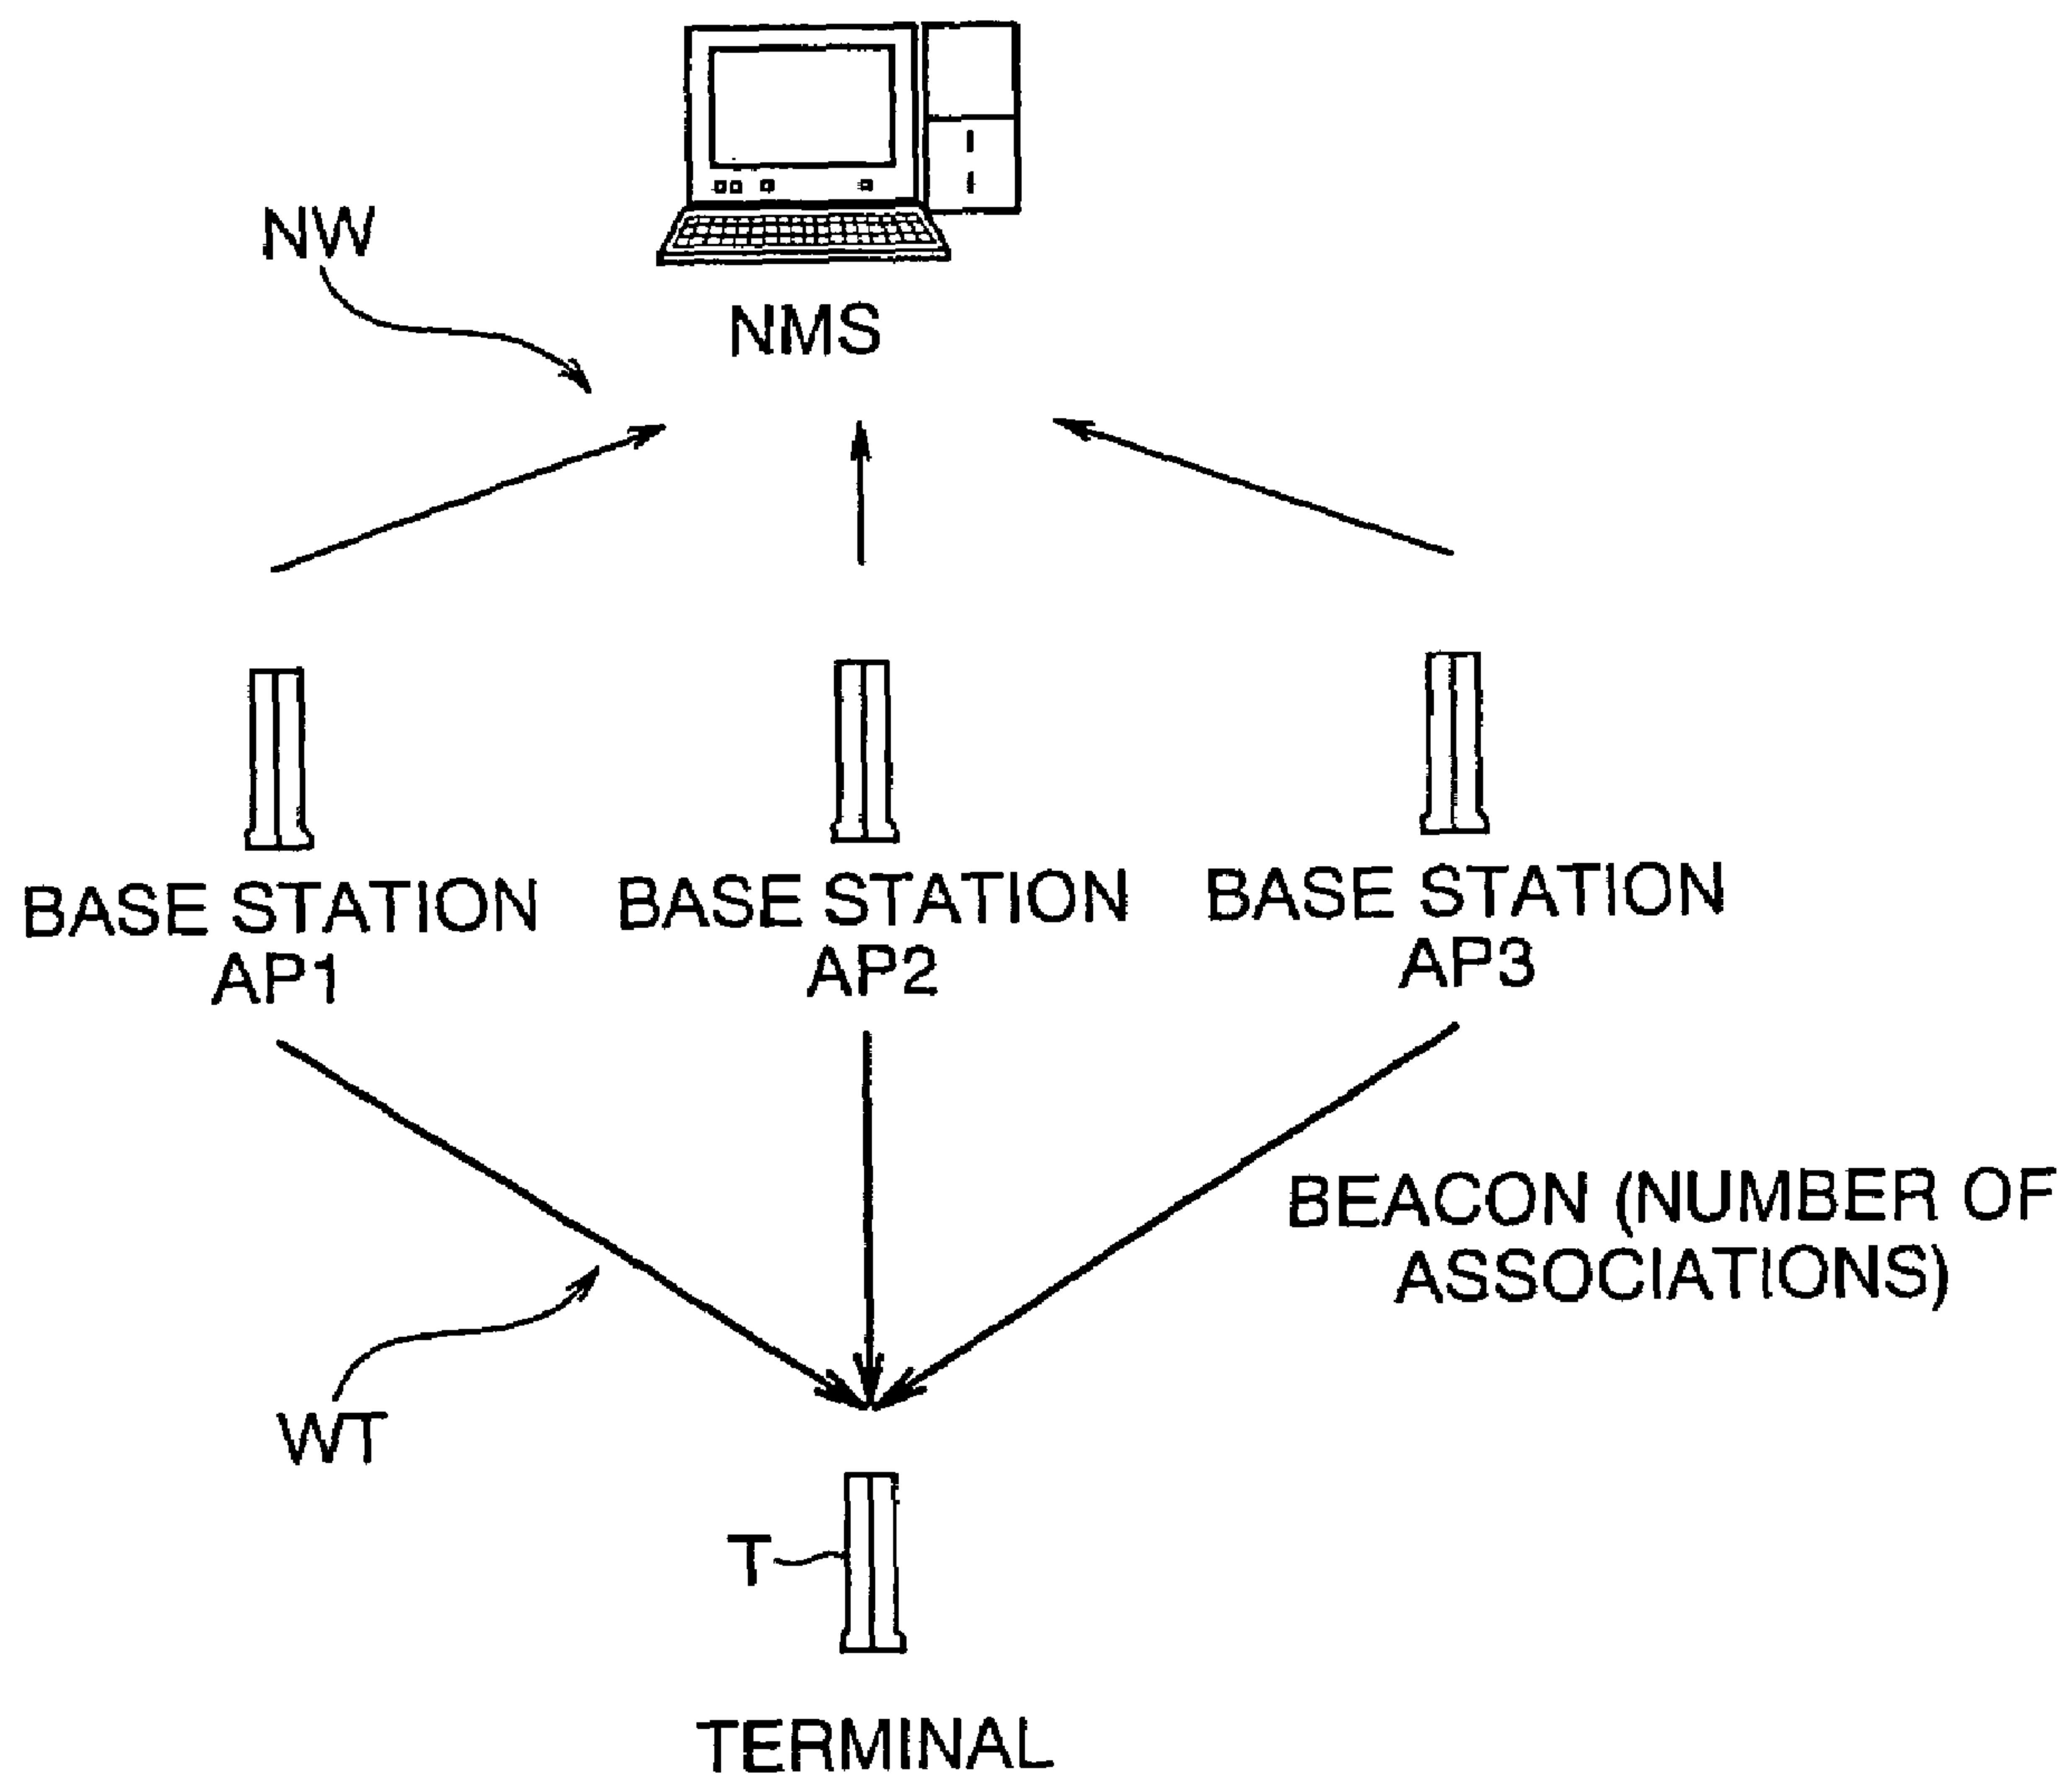 NW
NMS
BASE STATION
AP1
BASE STATION
AP2
BASE STATION
AP3
BEACON (NUMBER OF
ASSOCIATIONS)
WT
T
TERMINAL